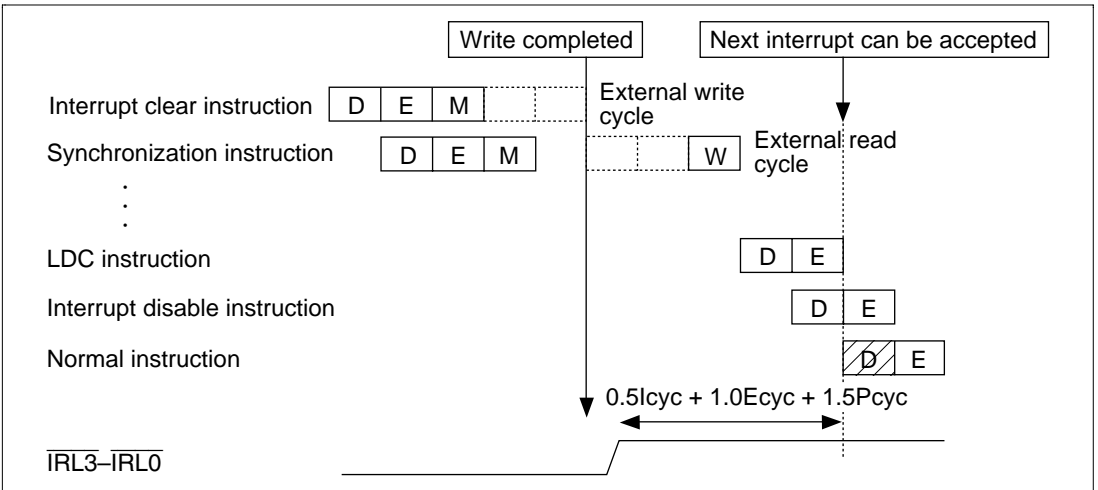 Write completed
Next interrupt can be accepted
Interrupt clear instruction D E M External write
cycle
Synchronization instruction D E M W External read
cycle
.
.
.
LDC instruction D E
Interrupt disable instruction D E
Normal instruction D E
0.5Icyc + 1.0Ecyc + 1.5Pcyc
IRL3–IRL0